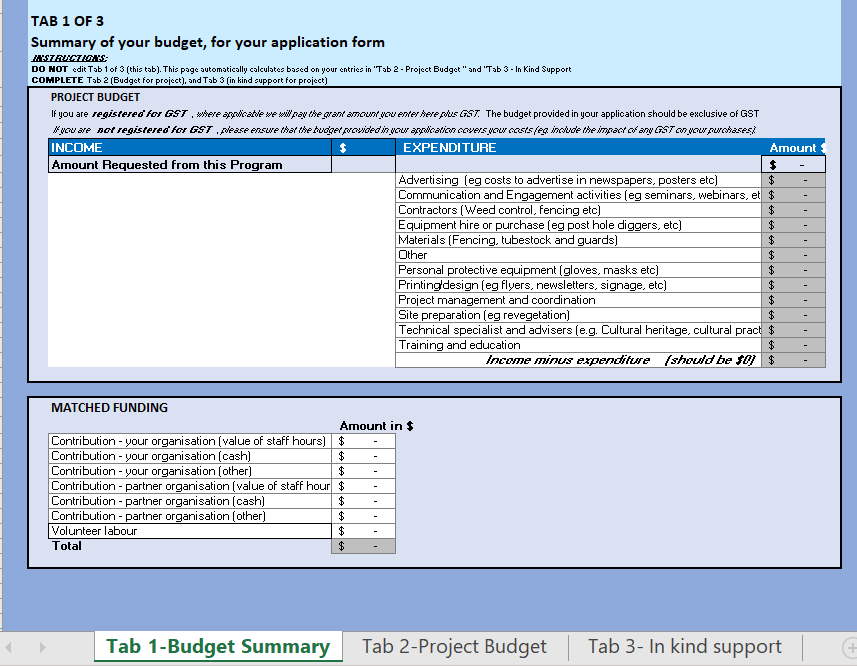 TAB 1 OF 3
Summary of your budget, for your application form
INSTRUCTIONS:
DO NOT edit Tab 1 of 3 (this tab). This page automatically calculates based on your entries in "Tab 2 - Project Budget " and "Tab 3 - In Kind Support
COMPLETE Tab 2 (Budget for project), and Tab 3 (in kind support for project)
PROJECT BUDGET
If you are registered for GST , where applicable we will pay the grant amount you enter here plus GST. The budget provided in your application should be exclusive of GST
If you are not registered for GST , please ensure that the budget provided in your application covers your costs (eg. include the impact of any GST on your purchases).
INCOME $ EXPENDITURE Amount $
Amount Requested from this Program $ -
Advertising (eg costs to advertise in newspapers, posters etc) $ -
Communication and Engagement activities (eg seminars, webinars, et $ -
Contractors (Weed control, fencing etc) $ -
Equipment hire or purchase (eg post hole diggers, etc) $ -
Materials (Fencing, tubestock and guards) $ -
Other $ -
Personal protective equipment (gloves, masks etc) $ -
Printing/design (eg flyers, newsletters, signage, etc) $ -
Project management and coordination $ -
Site preparation (eg revegetation) $ -
Technical specialist and advisers (e.g. Cultural heritage, cultural pract $ -
Training and education $ -
Income minus expenditure (should be $0) $ -
MATCHED FUNDING
Amount in $
Contribution - your organisation (value of staff hours) $ -
Contribution - your organisation (cash) $ -
Contribution - your organisation (other) $ -
Contribution - partner organisation (value of staff hour $ -
Contribution - partner organisation (cash) $ -
Contribution - partner organisation (other) $ -
Volunteer labour $ -
Total $ -
Tab 1-Budget Summary Tab 2-Project Budget Tab 3- In kind support